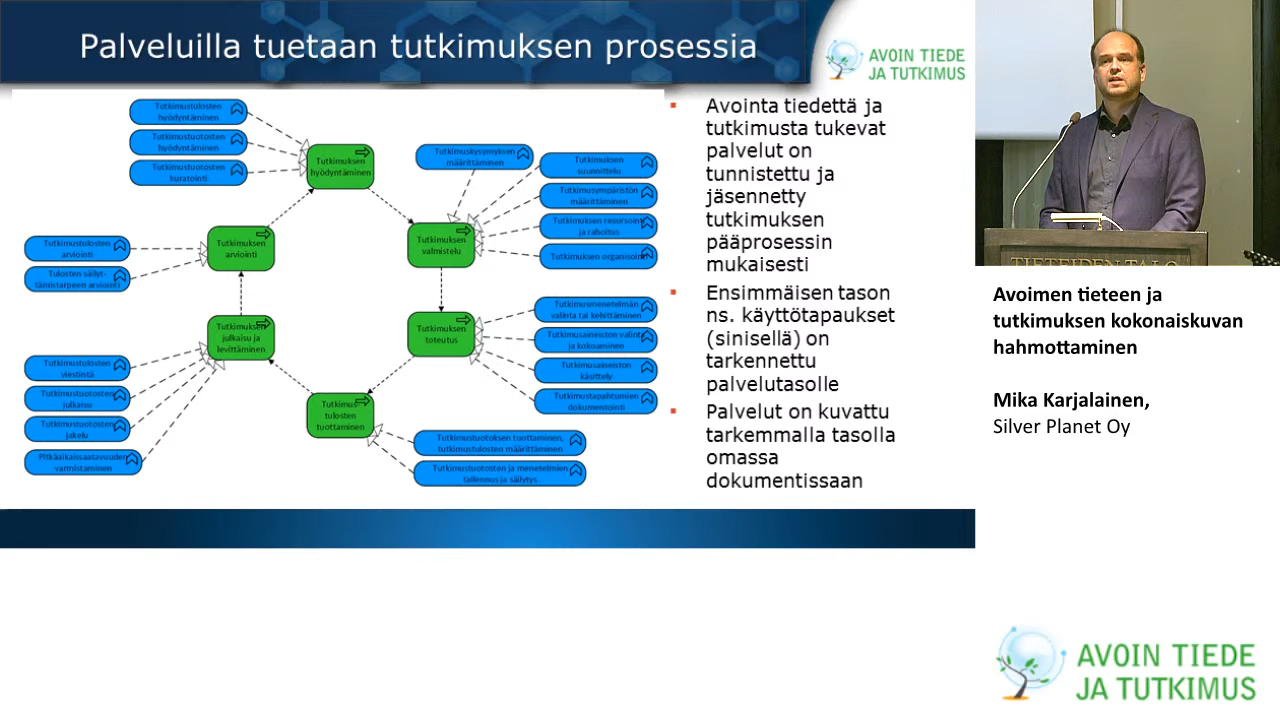 Palveluilla tuetaan tutkimuksen prosessia
AVOIN TIEDE
JA TUTKIMUS
Tutkimustulosten
hyödyntäminen
Tutkimustuotosten
hyödyntäminen
Tutkimustuotosten
kuratointi
Tutkimuksen
hyödyntäminen
Tutkimuskysymyksen
määrittäminen
Tutkimuksen
suunnittelu
Tutkimusympäristön
määrittäminen
Tutkimuksen resursointi
ja rahoitus
Tutkimuksen organisointi
Tutkimuksen
valmistelu
Tutkimuksen
arviointi
Tutkimustulosten
arviointi
Tulosten säilyt-
tämistarpeen arviointi
Tutkimuksen
julkaisu ja
levittäminen
Tutkimuksen
toteutus
Tutkimusmenetelmän
valinta tai kehittäminen
Tutkimusaineiston valinta
ja kokoaminen
Tutkimusaineiston
käsittely
Tutkimustapahtumien
dokumentointi
Tutkimustulosten
viestintä
Tutkimustuotosten
julkaisu
Tutkimustuotosten
jakelu
Pitkäaikaissaatavuuden
varmistaminen
Tutkimus-
tulosten
tuottaminen
Tutkimustuotoksen tuottaminen,
tutkimustulosten määrittäminen
Tutkimustuotosten ja menetelmien
tallennus ja säilytys
Avointa tiedettä ja
tutkimusta tukevat
palvelut on
tunnistettu ja
jäsennetty
tutkimuksen
pääprosessin
mukaisesti
Ensimmäisen tason
ns. käyttötapaukset
(sinisellä) on
tarkennettu
palvelutasolle
Palvelut on kuvattu
tarkemmalla tasolla
omassa
dokumentissaan
TIETEIDEN TALO
Avoimen tieteen ja
tutkimuksen kokonaiskuvan
hahmottaminen
Mika Karjalainen,
Silver Planet Oy
AVOIN TIEDE
JA TUTKIMUS